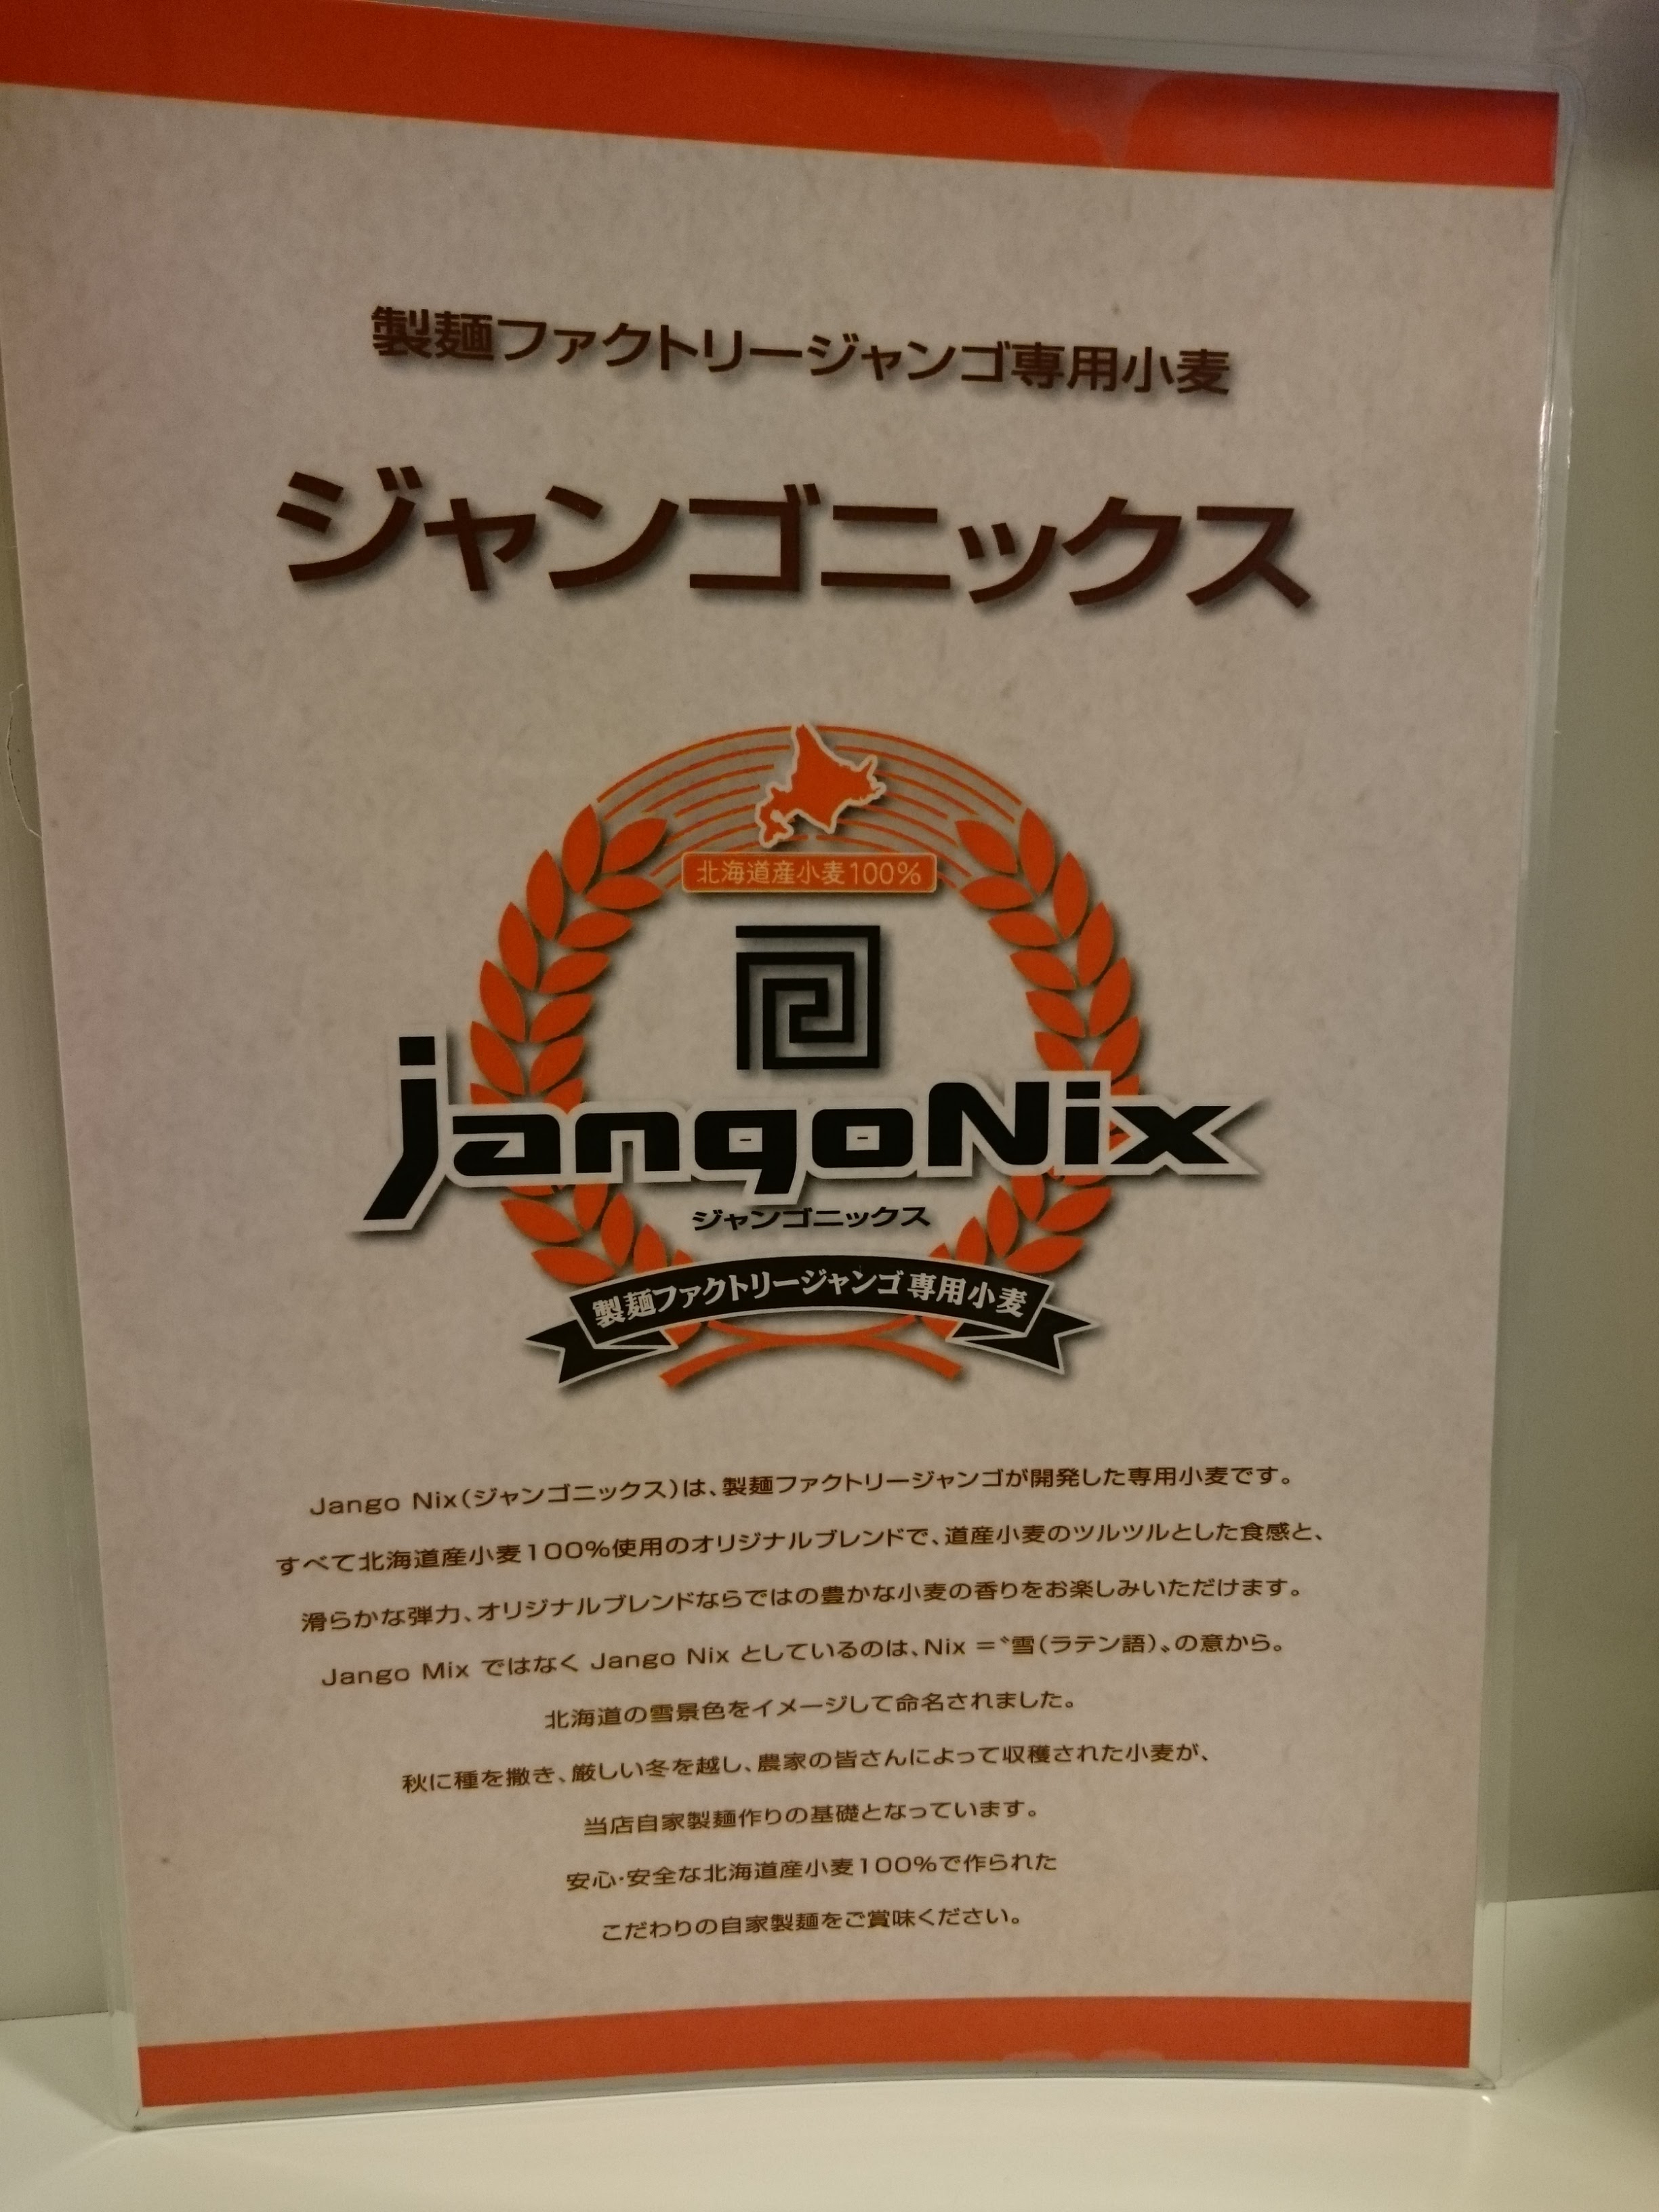 製麺ファクトリージャンゴ専用小麦
ジャンゴニックス
北海道産小麦100%
jangoNix
ジャンゴニックス
製麺ファクトリージャンゴ専用小麦
Jango Nix(ジャンゴニックス)は、製麺ファクトリージャンゴが開発した専用小麦です。
すべて北海道産小麦100%使用のオリジナルブレンドで、道産小麦のツルツルとした食感と、
滑らかな弾力、オリジナルブレンドならではの豊かな小麦の香りをお楽しみいただけます。
Jango Mix ではなく Jango Nix としているのは、Nix =〝雪(ラテン語)〟の意から。
北海道の雪景色をイメージして命名されました。
秋に種を撒き、厳しい冬を越し、農家の皆さんによって収穫された小麦が、
当店自家製麺作りの基礎となっています。
安心・安全な北海道産小麦100%で作られた
こだわりの自家製麺をご賞味ください。